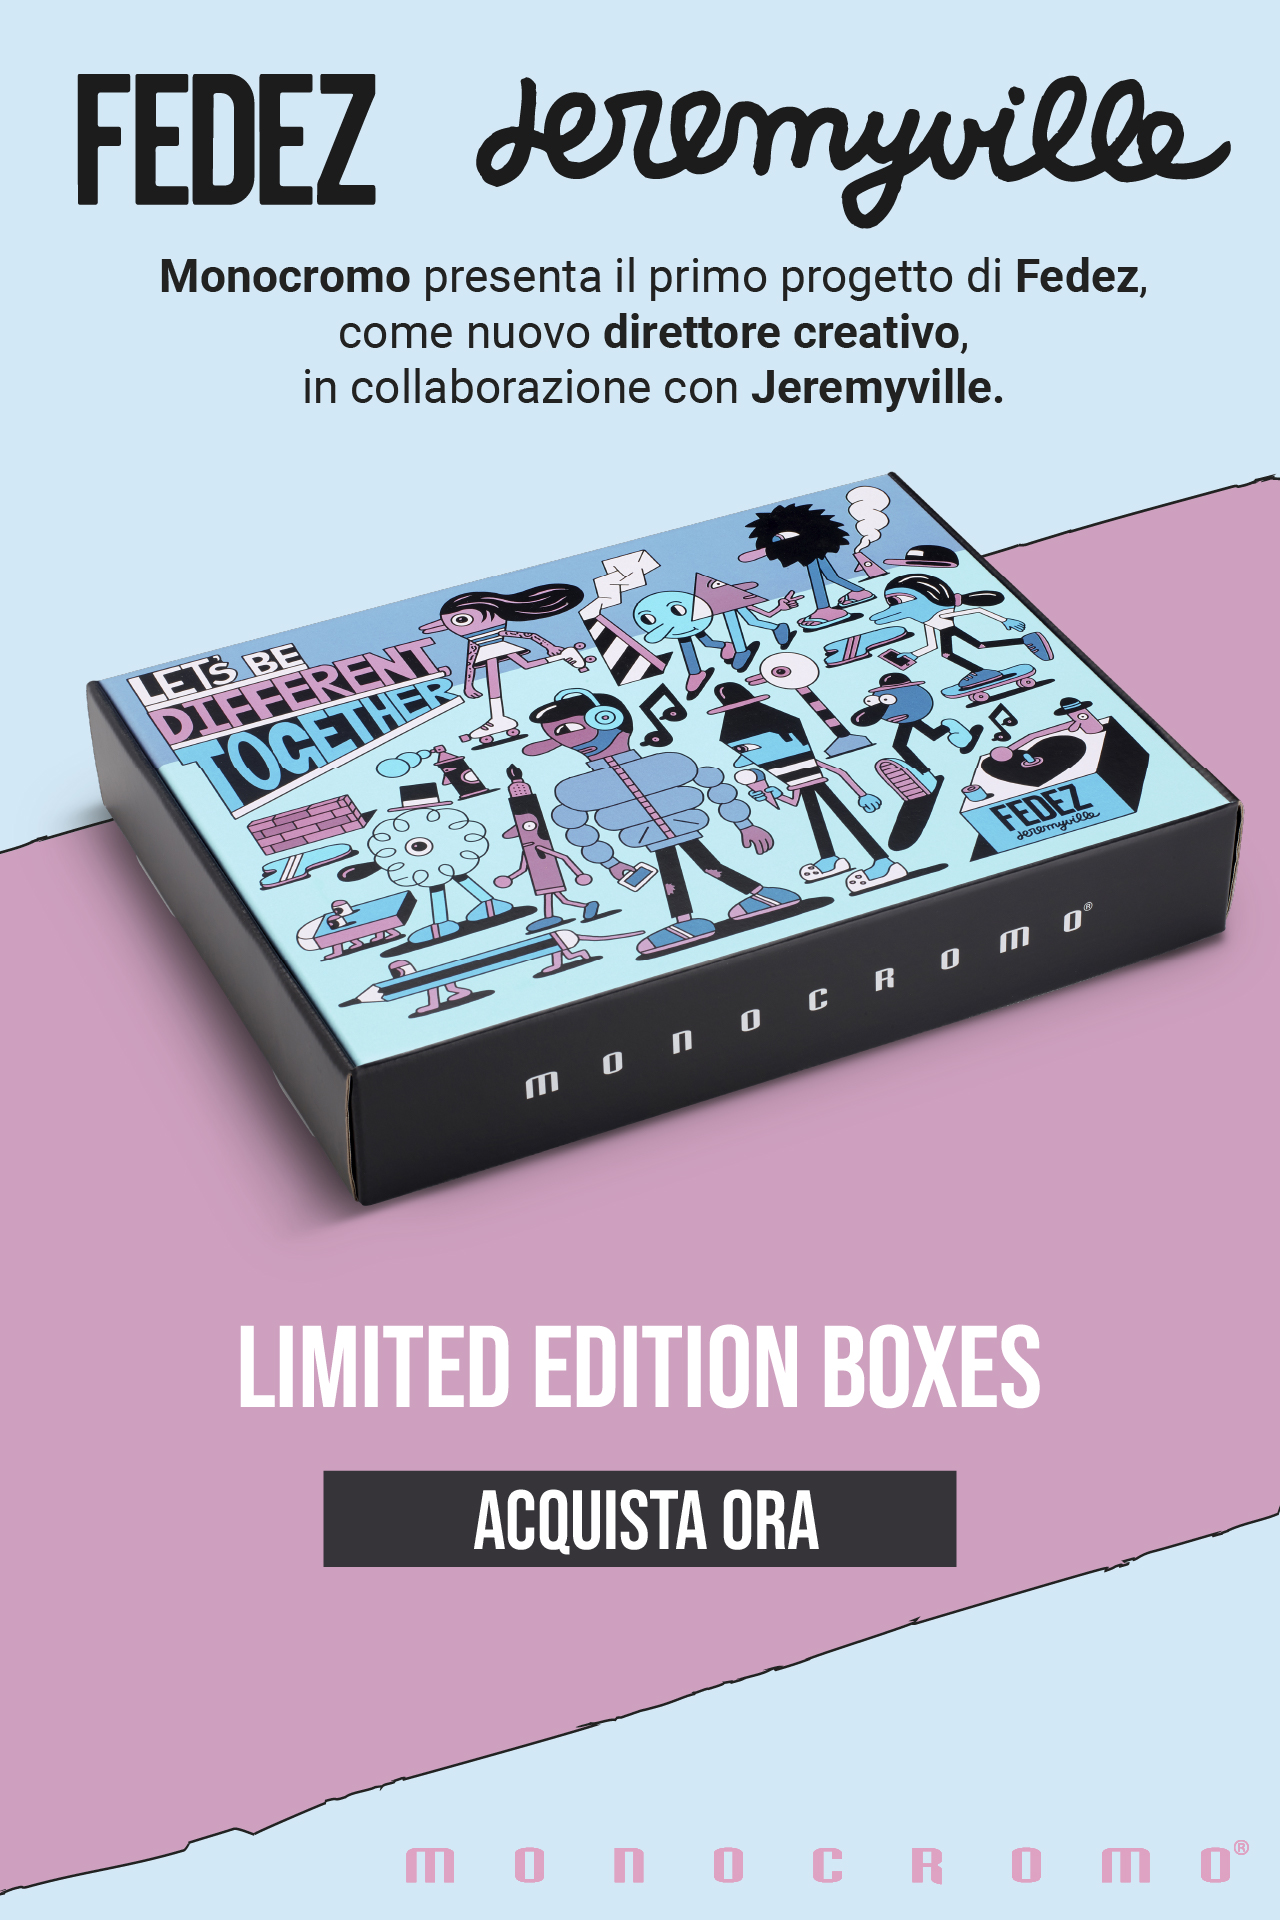 FEDEZ Jeremyville
Monocromo presenta il primo progetto di Fedez,
come nuovo direttore creativo,
in collaborazione con Jeremyville.
LET'S BE
DIFFERENT,
TOGETHER
FEDEZ
Jeremyville
MONOCROMO®
LIMITED EDITION BOXES
ACQUISTA ORA
MONOCROMO®